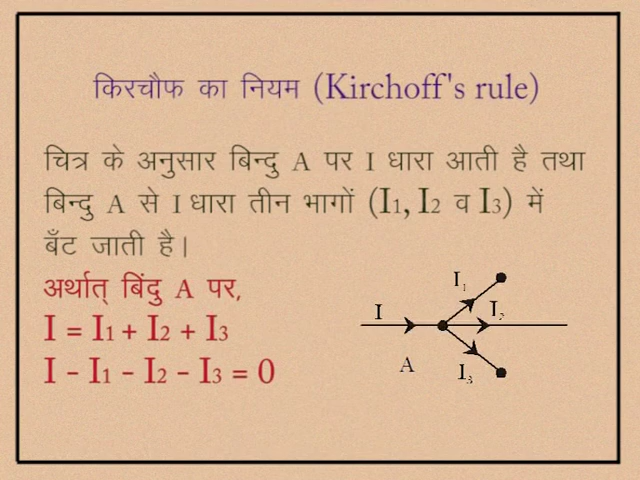 किरचौफ का नियम (Kirchoff's rule)
चित्र के अनुसार बिन्दु A पर I धारा आती है तथा
बिन्दु A से I धारा तीन भागों (I₁, I₂ व I₃) में
बँट जाती है।
अर्थात् बिंदु A पर,
I = I₁ + I₂ + I₃
I - I₁ - I₂ - I₃ = 0
I₁
I
I₂
A
I₃